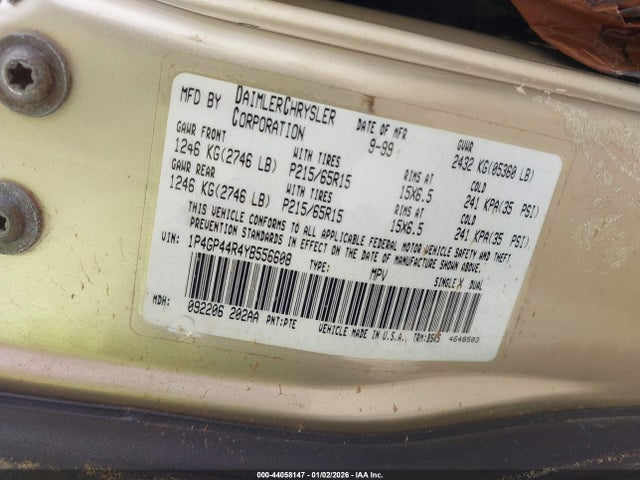 MFD BY DAIMLERCHRYSLER CORPORATION DATE OF MFR 9-99 GVWR 2432 KG(05360 LB)
GAWR FRONT WITH TIRES RIMS AT COLD
1246 KG(2746 LB) P215/65R15 15X6.5 241 KPA(35 PSI)
GAWR REAR WITH TIRES RIMS AT COLD
1246 KG(2746 LB) P215/65R15 15X6.5 241 KPA(35 PSI)
THIS VEHICLE CONFORMS TO ALL APPLICABLE FEDERAL MOTOR VEHICLE SAFETY AND THEFT
PREVENTION STANDARDS IN EFFECT ON THE DATE OF MANUFACTURE SHOWN ABOVE.
VIN: 1P4GP44R4YB556608 TYPE: MPV SINGLE X DUAL
MDH: 092206 202AA PNT:PTE VEHICLE MADE IN U.S.A. TRM:B5K5 4648503
000-44058147 - 01/02/2026 - IAA Inc.